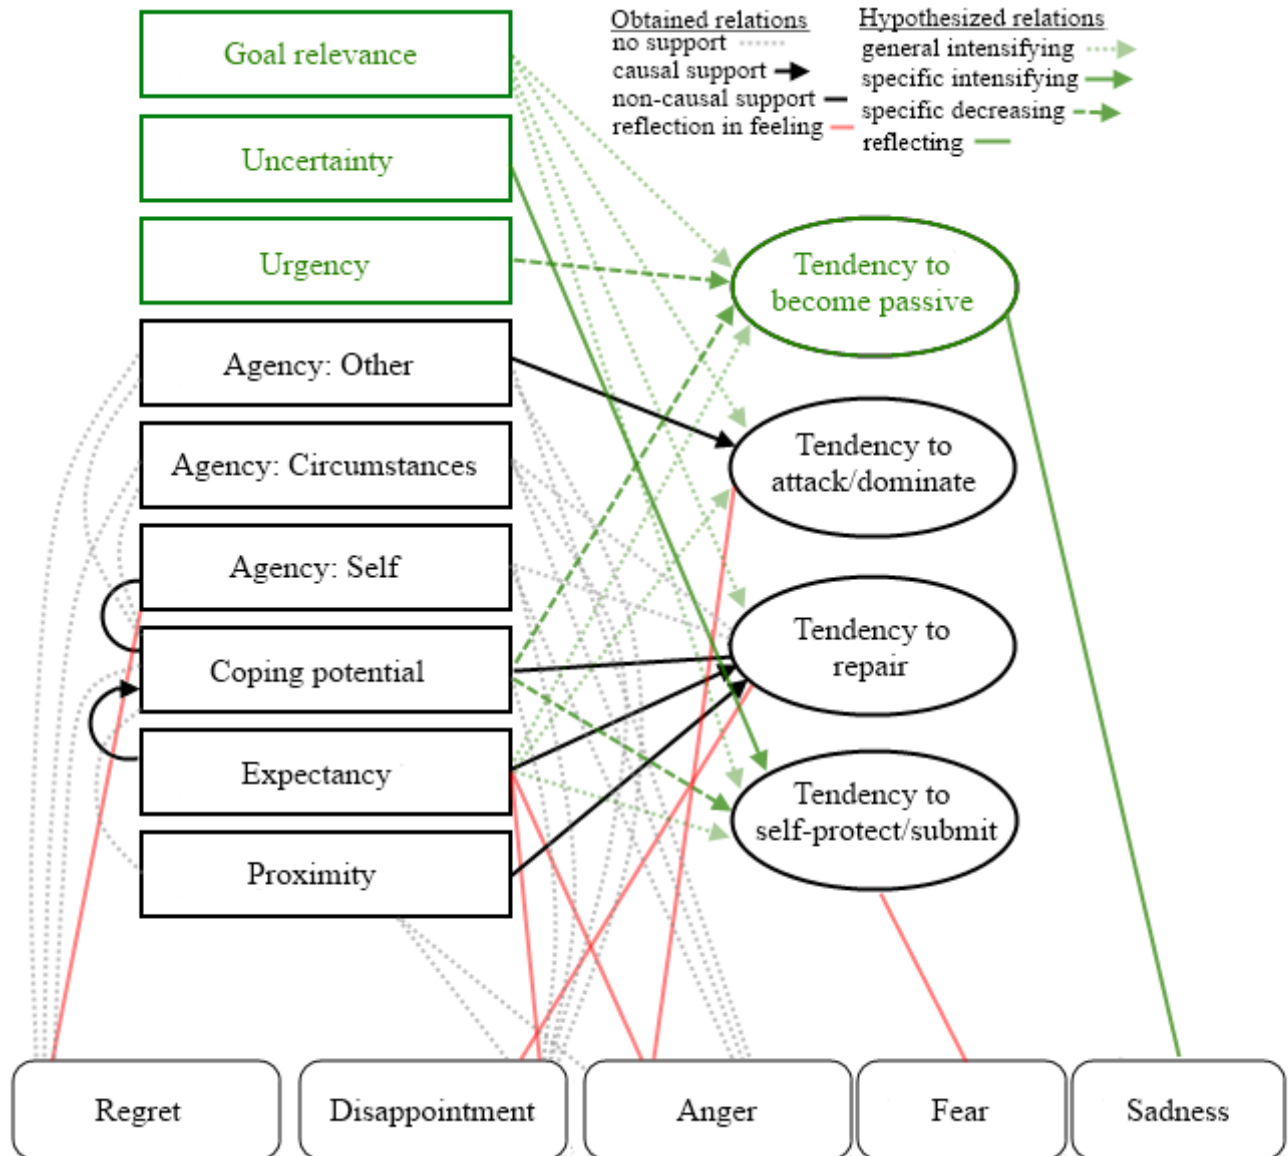 Obtained relations
no support
causal support
non-causal support
reflection in feeling
Hypothesized relations
general intensifying
specific intensifying
specific decreasing
reflecting
Goal relevance
Uncertainty
Urgency
Agency: Other
Agency: Circumstances
Agency: Self
Coping potential
Expectancy
Proximity
Tendency to
become passive
Tendency to
attack/dominate
Tendency to
repair
Tendency to
self-protect/submit
Regret
Disappointment
Anger
Fear
Sadness